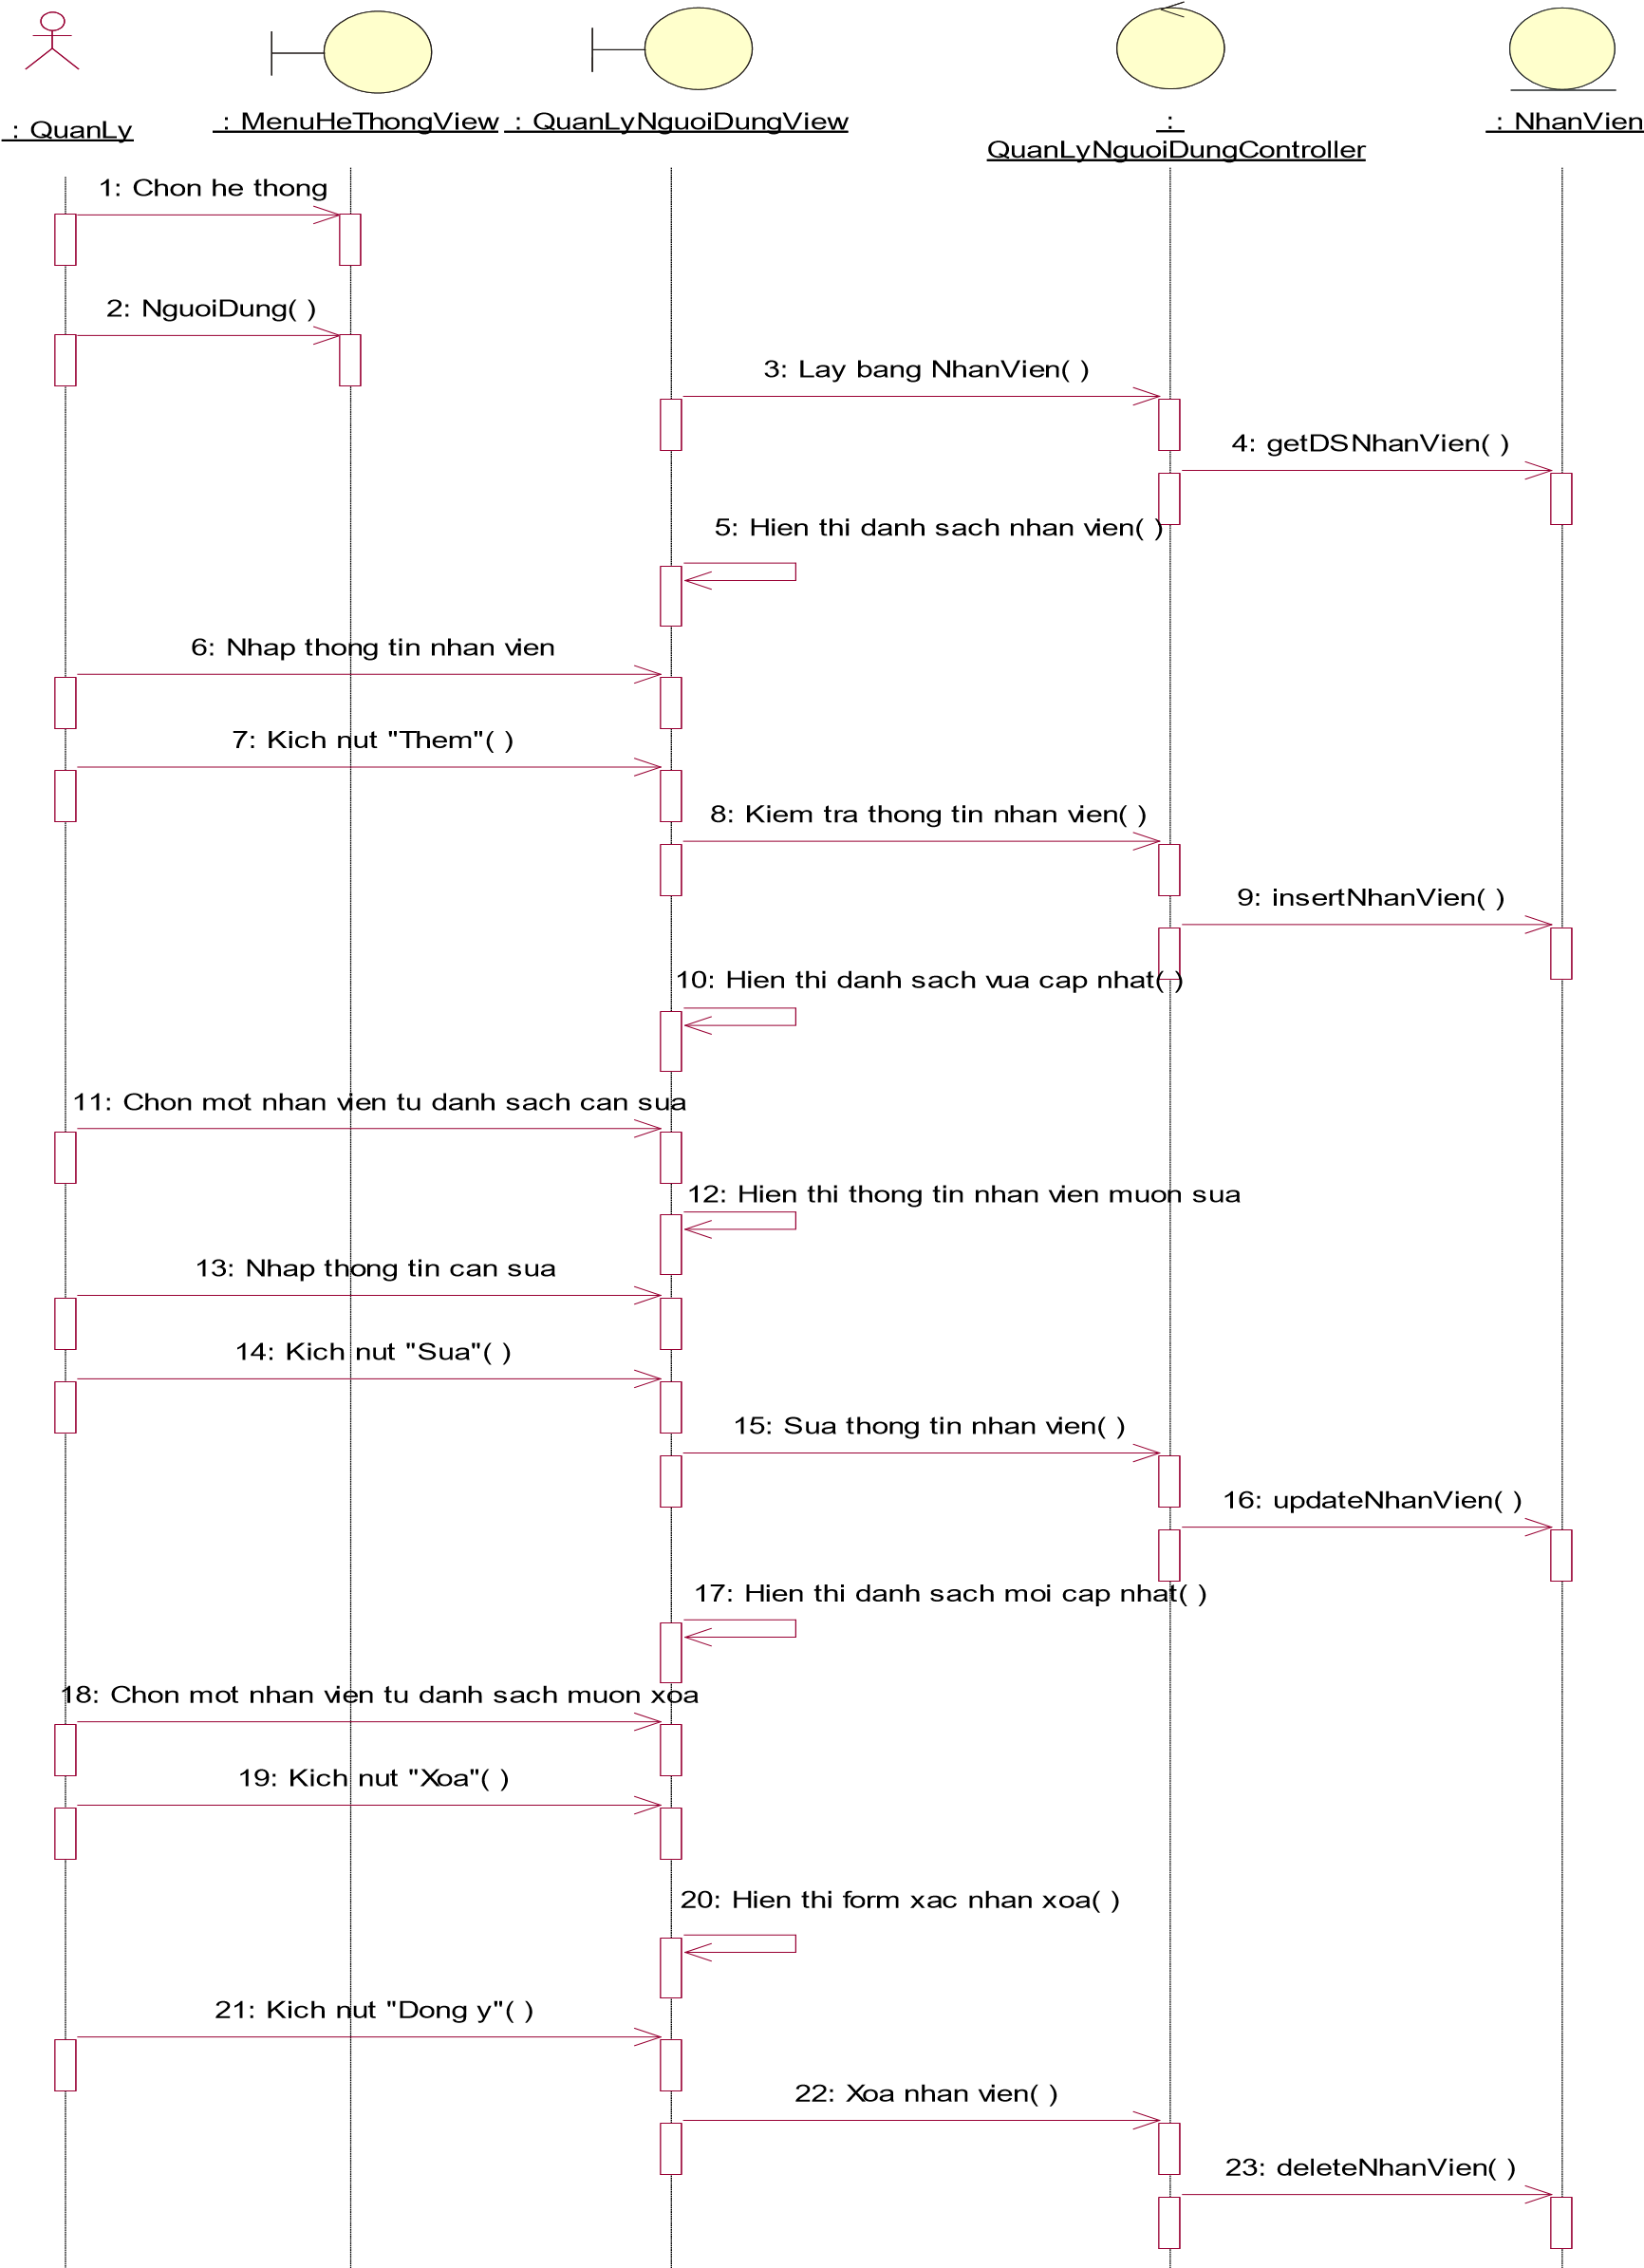 : QuanLy
: MenuHeThongView
: QuanLyNguoiDungView
:
QuanLyNguoiDungController
: NhanVien
1: Chon he thong
2: NguoiDung( )
3: Lay bang NhanVien( )
4: getDSNhanVien( )
5: Hien thi danh sach nhan vien( )
6: Nhap thong tin nhan vien
7: Kich nut "Them"( )
8: Kiem tra thong tin nhan vien( )
9: insertNhanVien( )
10: Hien thi danh sach vua cap nhat( )
11: Chon mot nhan vien tu danh sach can sua
12: Hien thi thong tin nhan vien muon sua
13: Nhap thong tin can sua
14: Kich nut "Sua"( )
15: Sua thong tin nhan vien( )
16: updateNhanVien( )
17: Hien thi danh sach moi cap nhat( )
18: Chon mot nhan vien tu danh sach muon xoa
19: Kich nut "Xoa"( )
20: Hien thi form xac nhan xoa( )
21: Kich nut "Dong y"( )
22: Xoa nhan vien( )
23: deleteNhanVien( )